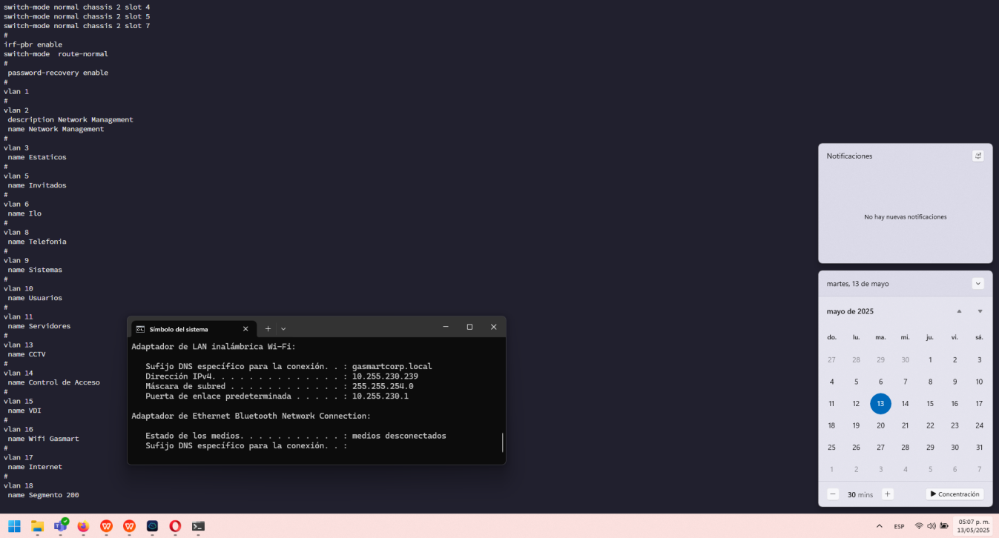 switch-mode normal chassis 2 slot 4
switch-mode normal chassis 2 slot 5
switch-mode normal chassis 2 slot 7
#
irf-pbr enable
switch-mode  route-normal
#
 password-recovery enable
#
vlan 1
#
vlan 2
 description Network Management
 name Network Management
#
vlan 3
 name Estaticos
#
vlan 5
 name Invitados
#
vlan 6
 name Ilo
#
vlan 8
 name Telefonia
#
vlan 9
 name Sistemas
#
vlan 10
 name Usuarios
#
vlan 11
 name Servidores
#
vlan 13
 name CCTV
#
vlan 14
 name Control de Acceso
#
vlan 15
 name VDI
#
vlan 16
 name Wifi Gasmart
#
vlan 17
 name Internet
#
vlan 18
 name Segmento 200
Símbolo del sistema
Adaptador de LAN inalámbrica Wi-Fi:
   Sufijo DNS específico para la conexión. . : gasmartcorp.local
   Dirección IPv4. . . . . . . . . . . . . . : 10.255.230.239
   Máscara de subred . . . . . . . . . . . . : 255.255.254.0
   Puerta de enlace predeterminada . . . . . : 10.255.230.1
Adaptador de Ethernet Bluetooth Network Connection:
   Estado de los medios. . . . . . . . . . . : medios desconectados
   Sufijo DNS específico para la conexión. . :
Notificaciones
No hay nuevas notificaciones
martes, 13 de mayo
mayo de 2025
do. lu. ma. mi. ju. vi. sá.
27 28 29 30 1 2 3
4 5 6 7 8 9 10
11 12 13 14 15 16 17
18 19 20 21 22 23 24
25 26 27 28 29 30 31
1 2 3 4 5 6 7
30 mins
Concentración
ESP
05:07 p. m.
13/05/2025